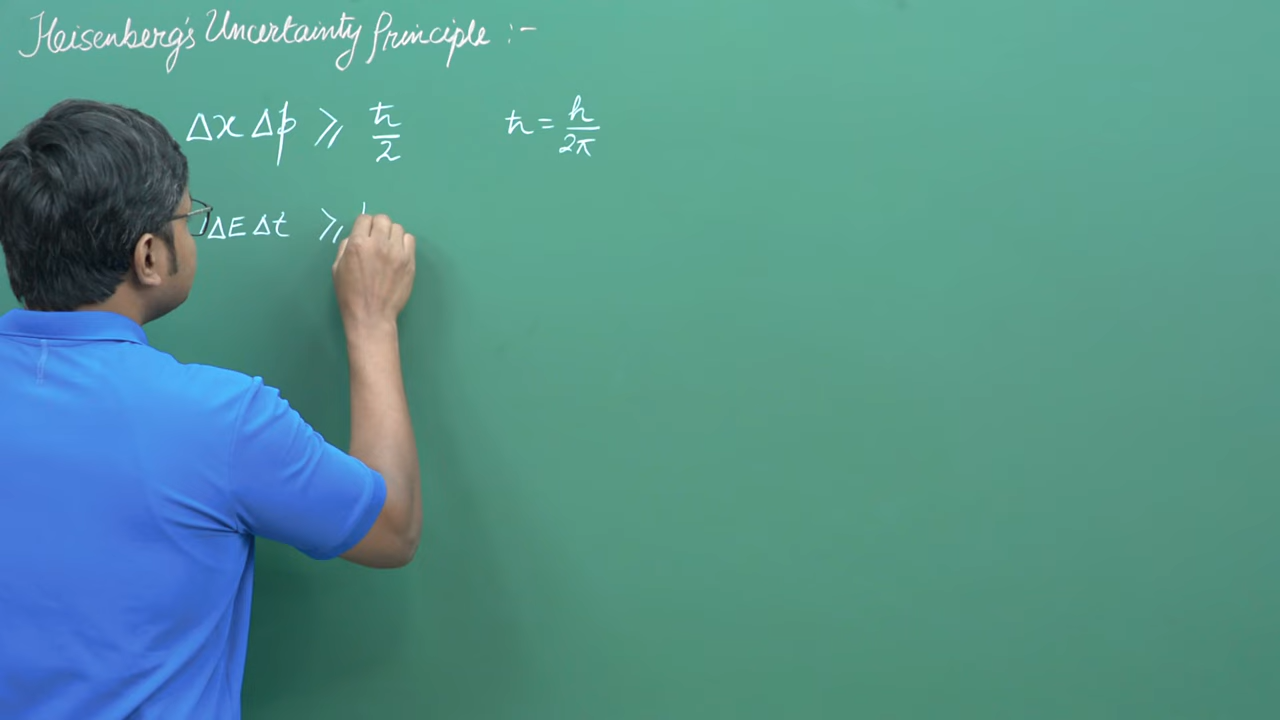 Heisenberg's Uncertainty Principle :-
Δx Δp ≥ ħ/2 ħ = h/2π
ΔE Δt ≥